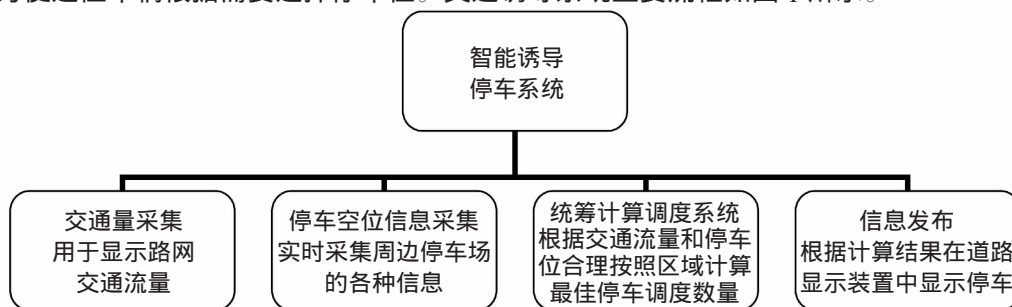 智能诱导
停车系统
交通量采集
用于显示路网
交通流量
停车空位信息采集
实时采集周边停车场
的各种信息
统筹计算调度系统
根据交通流量和停车
位合理按照区域计算
最佳停车调度数量
信息发布
根据计算结果在道路
显示装置中显示停车